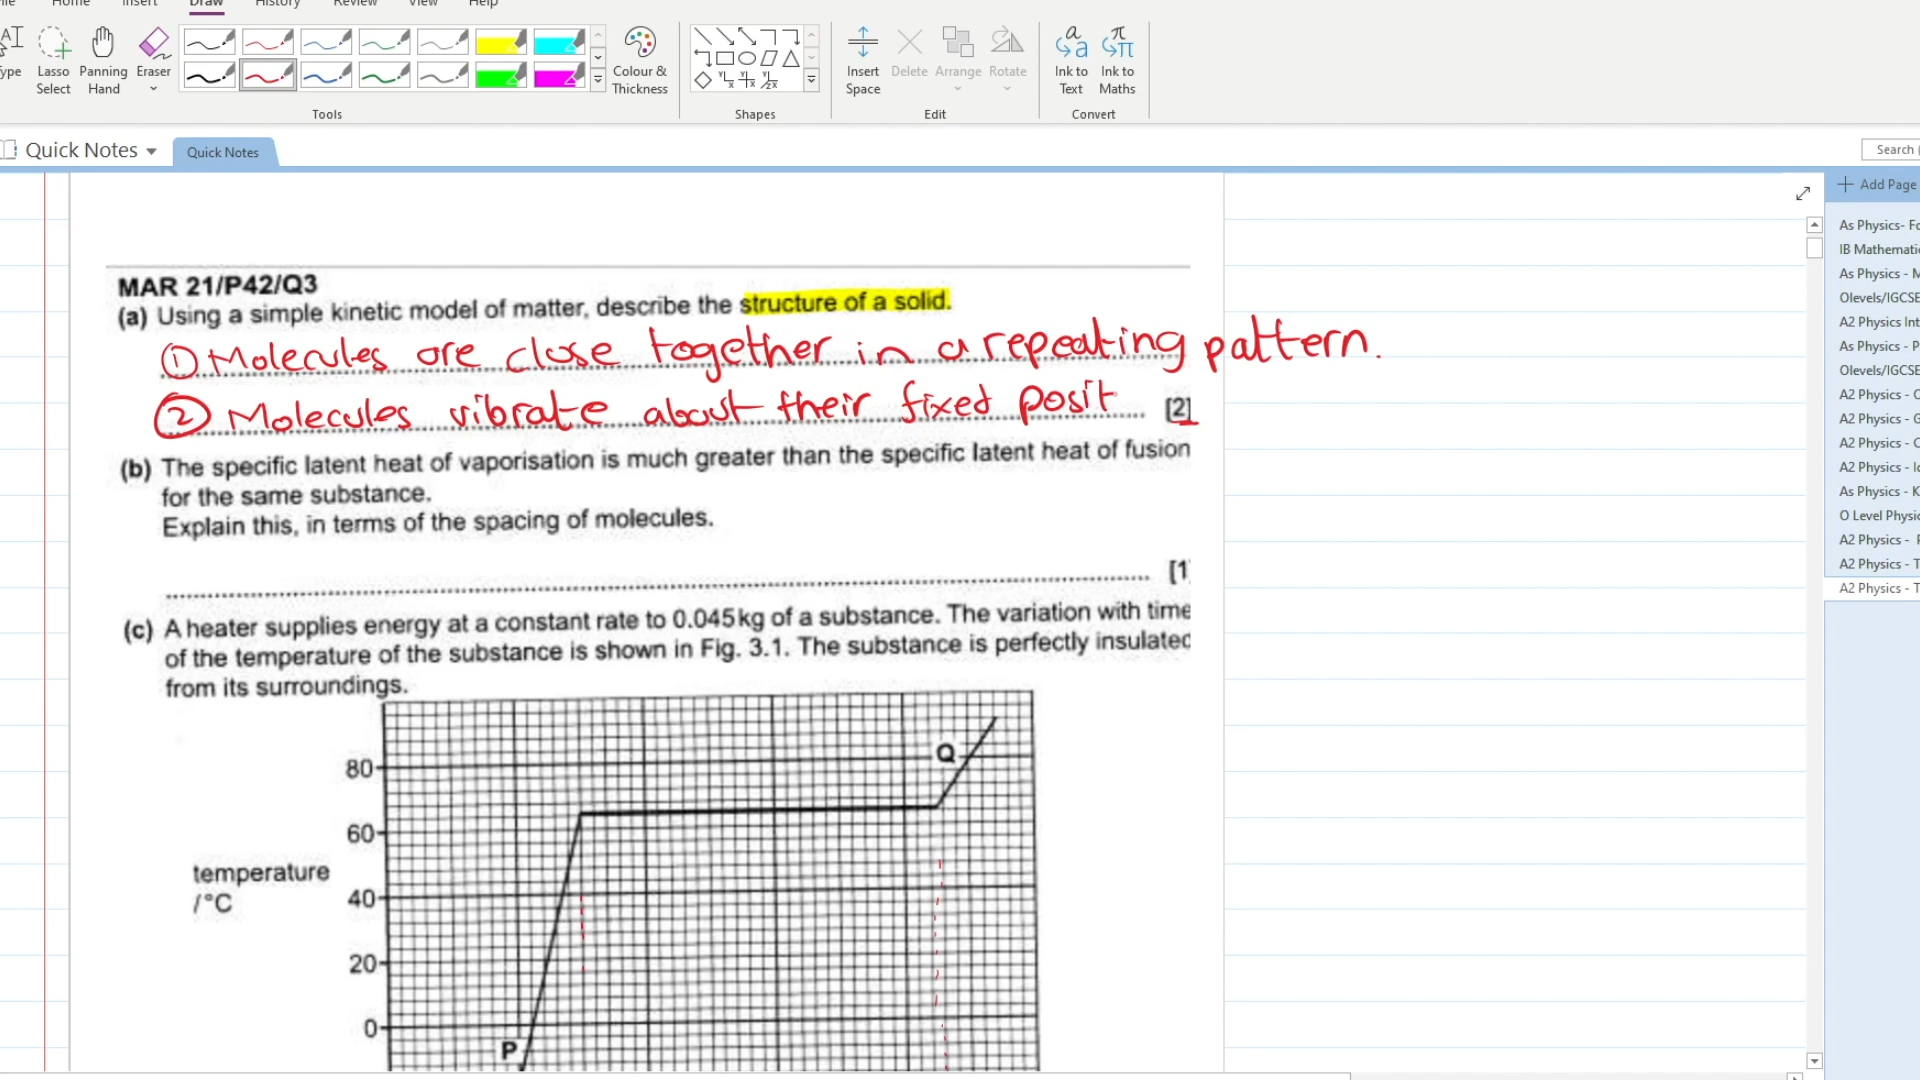 Home Insert Draw History Review View Help
Type
Lasso Select
Panning Hand
Eraser
Colour & Thickness
Insert Space
Delete
Arrange
Rotate
Ink to Text
Ink to Maths
Tools
Shapes
Edit
Convert
Quick Notes
Quick Notes
Search (
Add Page
MAR 21/P42/Q3
(a) Using a simple kinetic model of matter, describe the structure of a solid.
① Molecules are close together in a repeating pattern.
② Molecules vibrate about their fixed posit [2]
(b) The specific latent heat of vaporisation is much greater than the specific latent heat of fusion
for the same substance.
Explain this, in terms of the spacing of molecules.
[1
(c) A heater supplies energy at a constant rate to 0.045 kg of a substance. The variation with time
of the temperature of the substance is shown in Fig. 3.1. The substance is perfectly insulated
from its surroundings.
Q
80
60
temperature
/°C
40
20
0
P
As Physics- Fo
IB Mathematic
As Physics - M
Olevels/IGCSE
A2 Physics Int
As Physics - P
Olevels/IGCSE
A2 Physics - C
A2 Physics - G
A2 Physics - C
A2 Physics - Id
As Physics - K
O Level Physic
A2 Physics - P
A2 Physics - T
A2 Physics - T